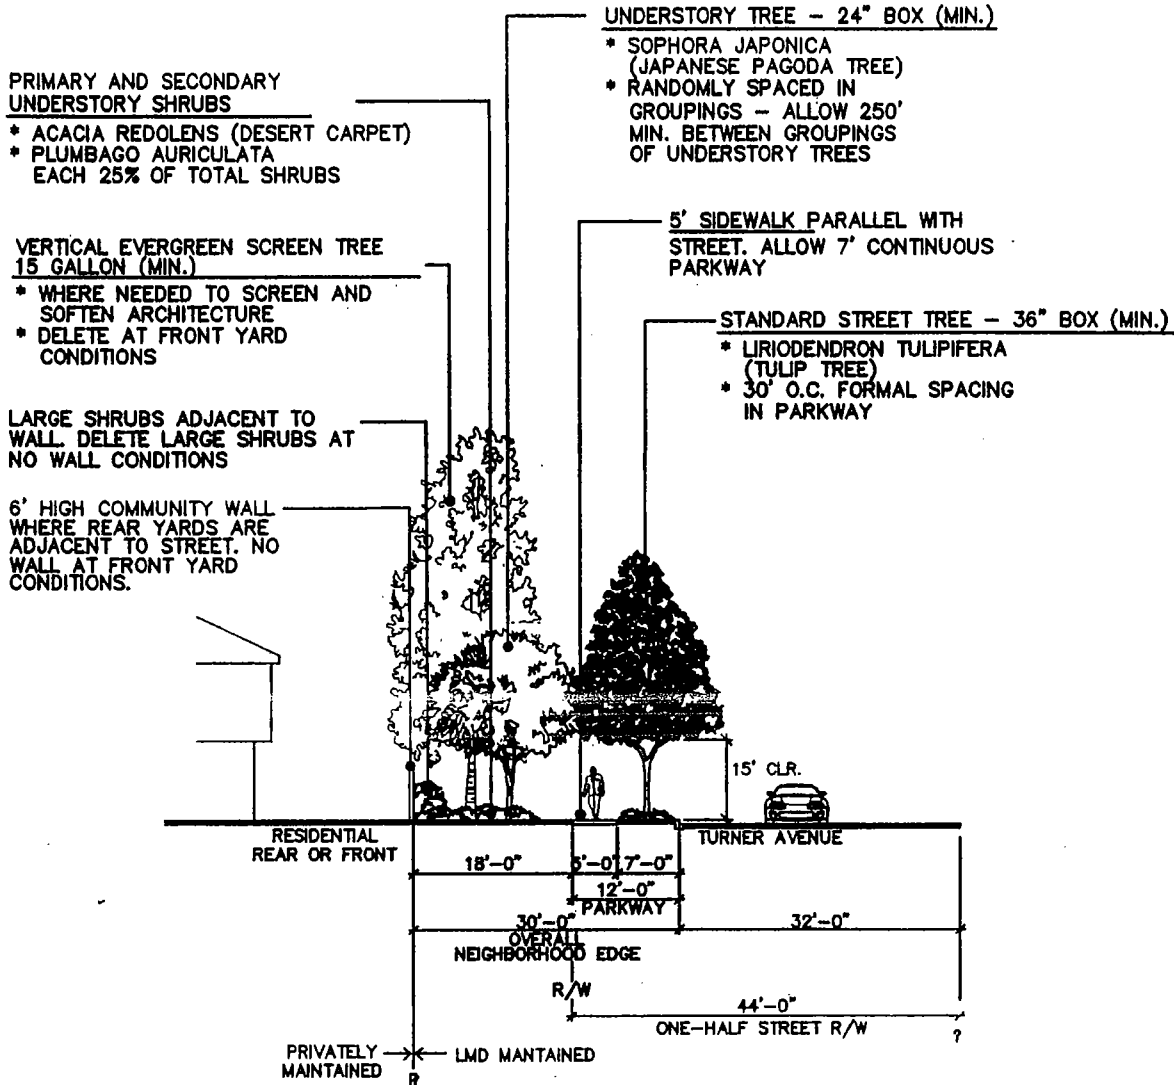 UNDERSTORY TREE – 24" BOX (MIN.)
* SOPHORA JAPONICA
(JAPANESE PAGODA TREE)
* RANDOMLY SPACED IN
GROUPINGS – ALLOW 250'
MIN. BETWEEN GROUPINGS
OF UNDERSTORY TREES
PRIMARY AND SECONDARY
UNDERSTORY SHRUBS
* ACACIA REDOLENS (DESERT CARPET)
* PLUMBAGO AURICULATA
EACH 25% OF TOTAL SHRUBS
5' SIDEWALK PARALLEL WITH
STREET. ALLOW 7' CONTINUOUS
PARKWAY
VERTICAL EVERGREEN SCREEN TREE
15 GALLON (MIN.)
* WHERE NEEDED TO SCREEN AND
SOFTEN ARCHITECTURE
* DELETE AT FRONT YARD
CONDITIONS
STANDARD STREET TREE – 36" BOX (MIN.)
* LIRIODENDRON TULIPIFERA
(TULIP TREE)
* 30' O.C. FORMAL SPACING
IN PARKWAY
LARGE SHRUBS ADJACENT TO
WALL. DELETE LARGE SHRUBS AT
NO WALL CONDITIONS
6' HIGH COMMUNITY WALL
WHERE REAR YARDS ARE
ADJACENT TO STREET. NO
WALL AT FRONT YARD
CONDITIONS.
15' CLR.
RESIDENTIAL
REAR OR FRONT
TURNER AVENUE
18'-0" 5'-0" 7'-0"
12'-0"
PARKWAY
30'-0" 32'-0"
OVERALL
NEIGHBORHOOD EDGE
R/W
44'-0"
ONE-HALF STREET R/W
?
PRIVATELY
MAINTAINED
LMD MANTAINED